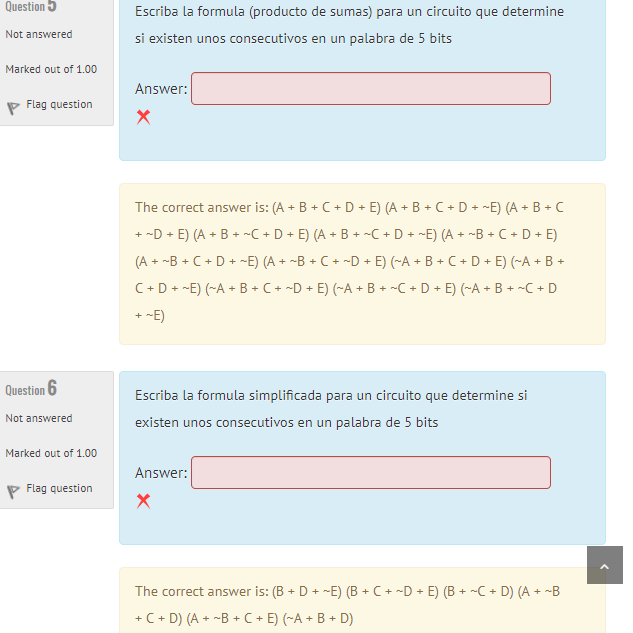 Question 5
Not answered
Marked out of 1.00
Flag question
Escriba la formula (producto de sumas) para un circuito que determine
si existen unos consecutivos en un palabra de 5 bits
Answer:
The correct answer is: (A + B + C + D + E) (A + B + C + D + ~E) (A + B + C
+ ~D + E) (A + B + ~C + D + E) (A + B + ~C + D + ~E) (A + ~B + C + D + E)
(A + ~B + C + D + ~E) (A + ~B + C + ~D + E) (~A + B + C + D + E) (~A + B +
C + D + ~E) (~A + B + C + ~D + E) (~A + B + ~C + D + E) (~A + B + ~C + D
+ ~E)
Question 6
Not answered
Marked out of 1.00
Flag question
Escriba la formula simplificada para un circuito que determine si
existen unos consecutivos en un palabra de 5 bits
Answer:
The correct answer is: (B + D + ~E) (B + C + ~D + E) (B + ~C + D) (A + ~B
+ C + D) (A + ~B + C + E) (~A + B + D)